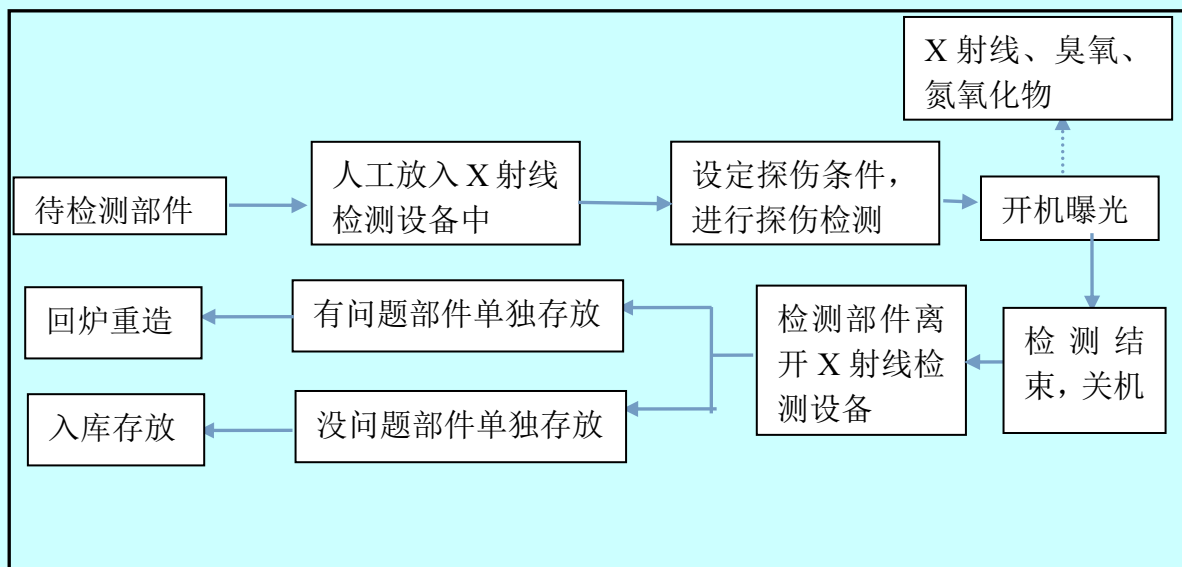 X 射线、臭氧、
氮氧化物
待检测部件
人工放入 X 射线
检测设备中
设定探伤条件，
进行探伤检测
开机曝光
回炉重造
有问题部件单独存放
检测部件离
开 X 射线检
测设备
检测结
束，关机
入库存放
没问题部件单独存放